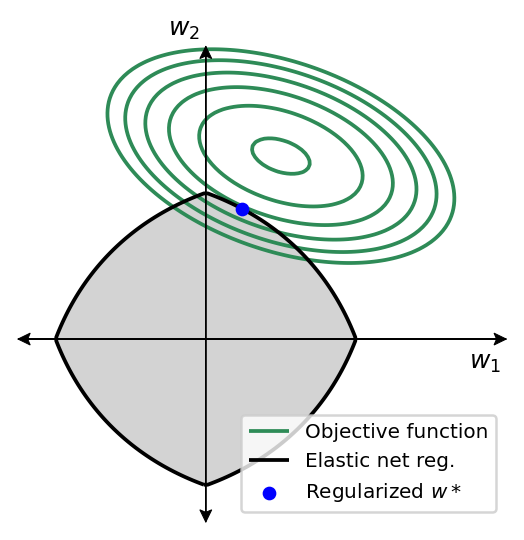 w₂
w₁
Objective function
Elastic net reg.
Regularized w*